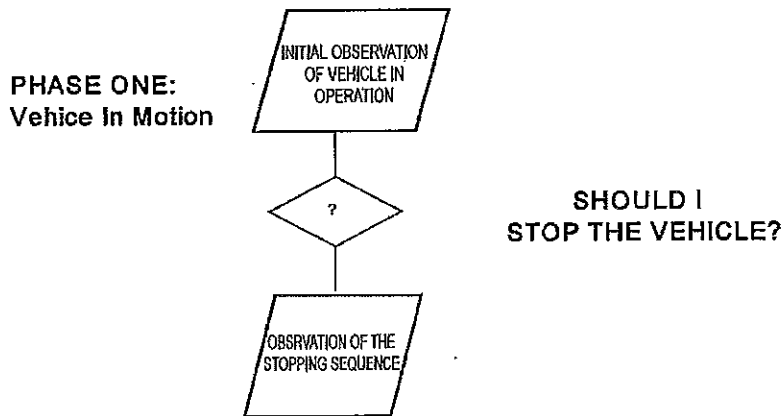 INITIAL OBSERVATION
OF VEHICLE IN
OPERATION
PHASE ONE:
Vehice In Motion
?
SHOULD I
STOP THE VEHICLE?
OBSRVATION OF THE
STOPPING SEQUENCE